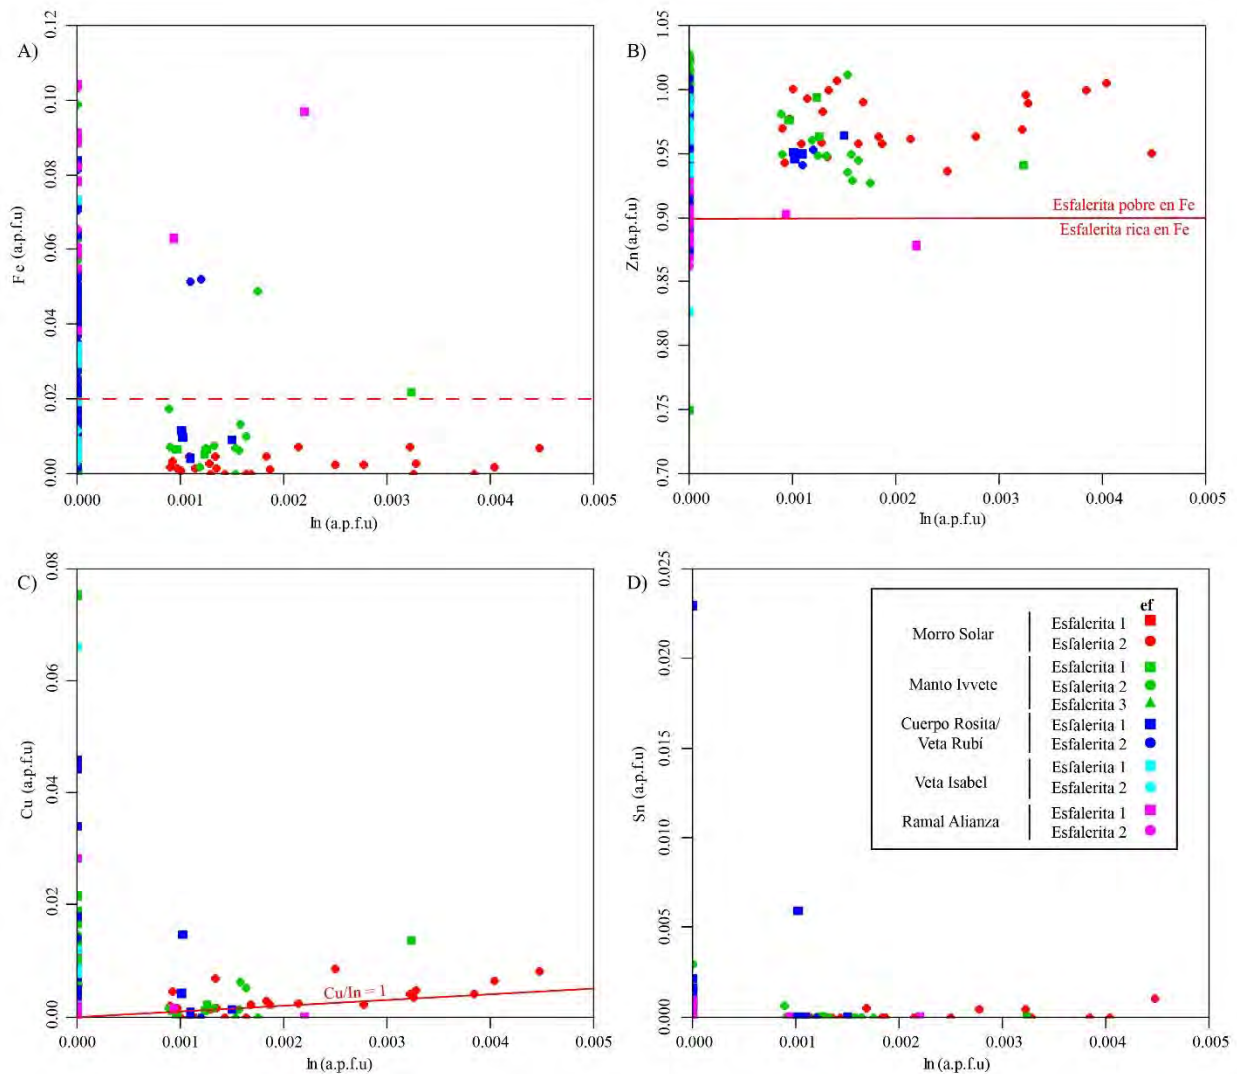 A)
0.12
0.10
0.08
0.06
0.04
0.02
0.00
Fe (a.p.f.u)
0.000 0.001 0.002 0.003 0.004 0.005
In (a.p.f.u)
B)
1.05
1.00
0.95
0.90
0.85
0.80
0.75
0.70
Zn (a.p.f.u)
Esfalerita pobre en Fe
Esfalerita rica en Fe
0.000 0.001 0.002 0.003 0.004 0.005
In (a.p.f.u)
C)
0.08
0.06
0.04
0.02
0.00
Cu (a.p.f.u)
Cu/In = 1
0.000 0.001 0.002 0.003 0.004 0.005
In (a.p.f.u)
D)
0.025
0.020
0.015
0.010
0.005
0.000
Sn (a.p.f.u)
ef
Morro Solar
Esfalerita 1
Esfalerita 2
Manto Ivvete
Esfalerita 1
Esfalerita 2
Esfalerita 3
Cuerpo Rosita/
Veta Rubí
Esfalerita 1
Esfalerita 2
Veta Isabel
Esfalerita 1
Esfalerita 2
Ramal Alianza
Esfalerita 1
Esfalerita 2
0.000 0.001 0.002 0.003 0.004 0.005
In (a.p.f.u)